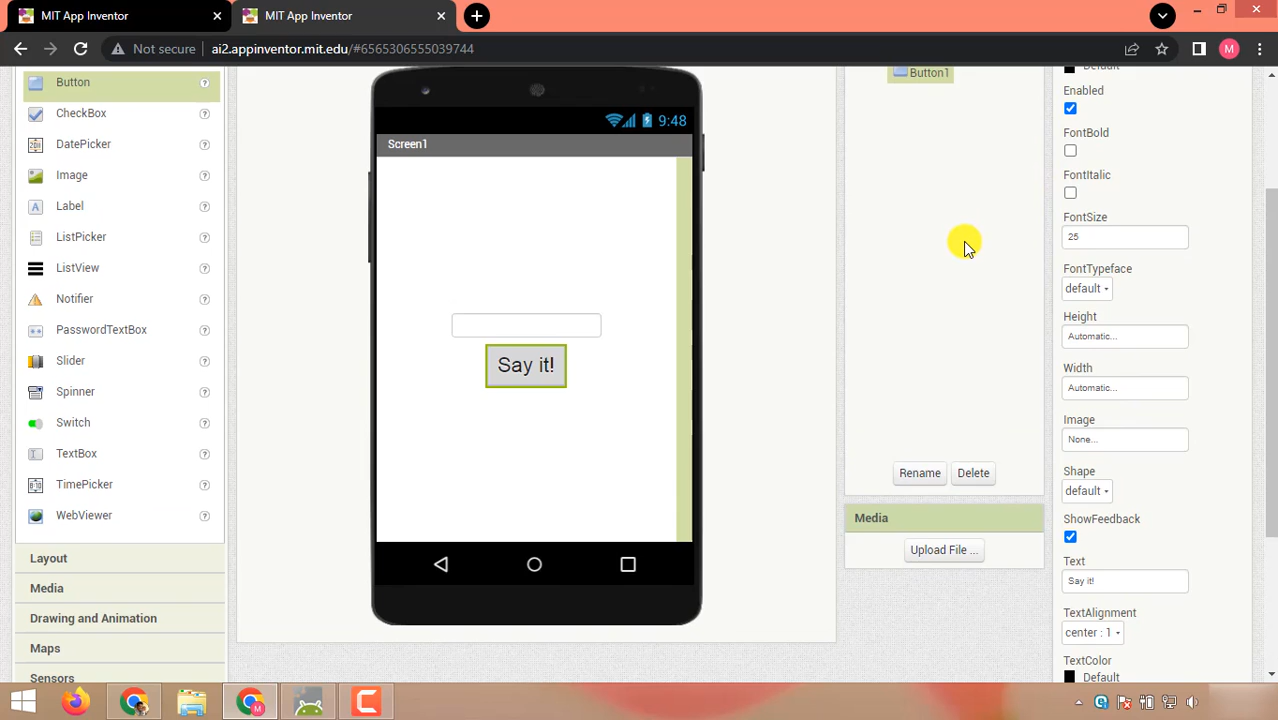 MIT App Inventor
MIT App Inventor
Not secure
ai2.appinventor.mit.edu/#6565306555039744
M
Button
CheckBox
DatePicker
Image
Label
ListPicker
ListView
Notifier
PasswordTextBox
Slider
Spinner
Switch
TextBox
TimePicker
WebViewer
Layout
Media
Drawing and Animation
Maps
Sensors
9:48
Screen1
Say it!
Button1
Rename
Delete
Media
Upload File ...
Default
Enabled
FontBold
FontItalic
FontSize
25
FontTypeface
default
Height
Automatic...
Width
Automatic...
Image
None...
Shape
default
ShowFeedback
Text
Say it!
TextAlignment
center : 1
TextColor
Default